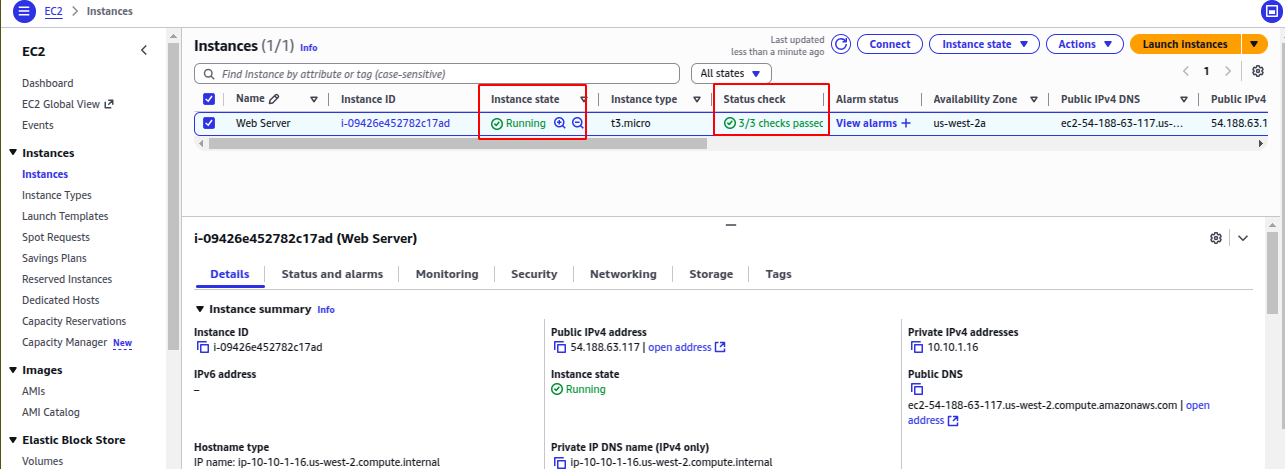 EC2 > Instances
Instances (1/1) Info
Last updated
less than a minute ago
Connect
Instance state
Actions
Launch Instances
Find Instance by attribute or tag (case-sensitive)
All states
1
Name
Instance ID
Instance state
Instance type
Status check
Alarm status
Availability Zone
Public IPv4 DNS
Public IPv4
Web Server
i-09426e452782c17ad
Running
t3.micro
3/3 checks passec
View alarms +
us-west-2a
ec2-54-188-63-117.us-...
54.188.63.1
EC2
Dashboard
EC2 Global View
Events
Instances
Instances
Instance Types
Launch Templates
Spot Requests
Savings Plans
Reserved Instances
Dedicated Hosts
Capacity Reservations
Capacity Manager New
Images
AMIs
AMI Catalog
Elastic Block Store
Volumes
i-09426e452782c17ad (Web Server)
Details
Status and alarms
Monitoring
Security
Networking
Storage
Tags
Instance summary Info
Instance ID
i-09426e452782c17ad
Public IPv4 address
54.188.63.117 | open address
Private IPv4 addresses
10.10.1.16
IPv6 address
–
Instance state
Running
Public DNS
ec2-54-188-63-117.us-west-2.compute.amazonaws.com | open
address
Hostname type
IP name: ip-10-10-1-16.us-west-2.compute.internal
Private IP DNS name (IPv4 only)
ip-10-10-1-16.us-west-2.compute.internal